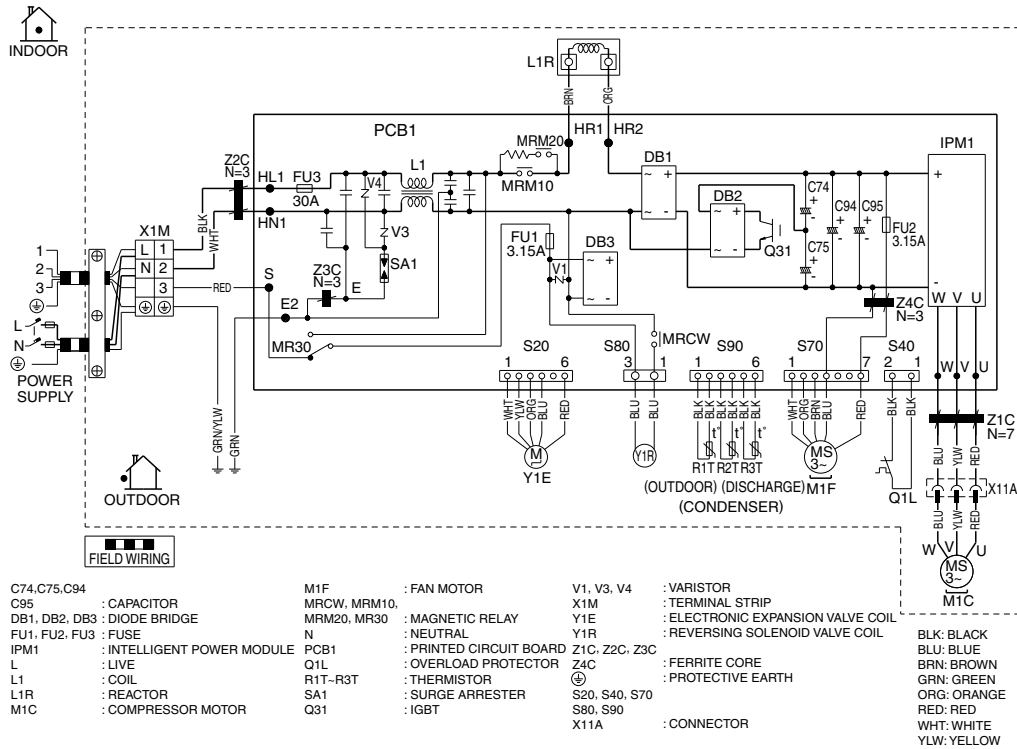 INDOOR
L1R
BRN
ORG
PCB1
HR1 HR2
MRM20
MRM10
IPM1
Z2C
N=3
HL1
FU3
30A
V4
L1
DB1
+
~
~ -
DB2
~ +
~ -
Q31
C74
+
C94
+
C95
+
C75
+
FU2
3.15A
+
-
HN1
BLK
WHT
X1M
L 1
N 2
3
1
2
3
RED
S
V3
SA1
Z3C
N=3
E
E2
FU1
3.15A
V1
DB3
~ +
~ -
W V U
Z4C
N=3
MR30
MRCW
L
N
POWER
SUPPLY
S20
1 6
S80
3 1
S90
1 6
S70
1 7
S40
2 1
W V U
WHT
YLW
ORG
BLU
RED
BLU
BLU
BLK
BLK
BLK
BLK
BLK
BLK
WHT
ORG
BRN
BLU
RED
BLK
BLK
Z1C
N=7
GRN/YLW
GRN
M
Y1E
Y1R
t° t° t°
R1T R2T R3T
(OUTDOOR) (DISCHARGE)
(CONDENSER)
MS
3~
M1F
Q1L
BLU
YLW
RED
X11A
BLU
YLW
RED
W V U
MS
3~
M1C
OUTDOOR
FIELD WIRING
C74,C75,C94
C95 : CAPACITOR
DB1, DB2, DB3 : DIODE BRIDGE
FU1, FU2, FU3 : FUSE
IPM1 : INTELLIGENT POWER MODULE
L : LIVE
L1 : COIL
L1R : REACTOR
M1C : COMPRESSOR MOTOR
M1F : FAN MOTOR
MRCW, MRM10,
MRM20, MR30 : MAGNETIC RELAY
N : NEUTRAL
PCB1 : PRINTED CIRCUIT BOARD
Q1L : OVERLOAD PROTECTOR
R1T~R3T : THERMISTOR
SA1 : SURGE ARRESTER
Q31 : IGBT
V1, V3, V4 : VARISTOR
X1M : TERMINAL STRIP
Y1E : ELECTRONIC EXPANSION VALVE COIL
Y1R : REVERSING SOLENOID VALVE COIL
Z1C, Z2C, Z3C
Z4C : FERRITE CORE
: PROTECTIVE EARTH
S20, S40, S70
S80, S90
X11A : CONNECTOR
BLK: BLACK
BLU: BLUE
BRN: BROWN
GRN: GREEN
ORG: ORANGE
RED: RED
WHT: WHITE
YLW: YELLOW